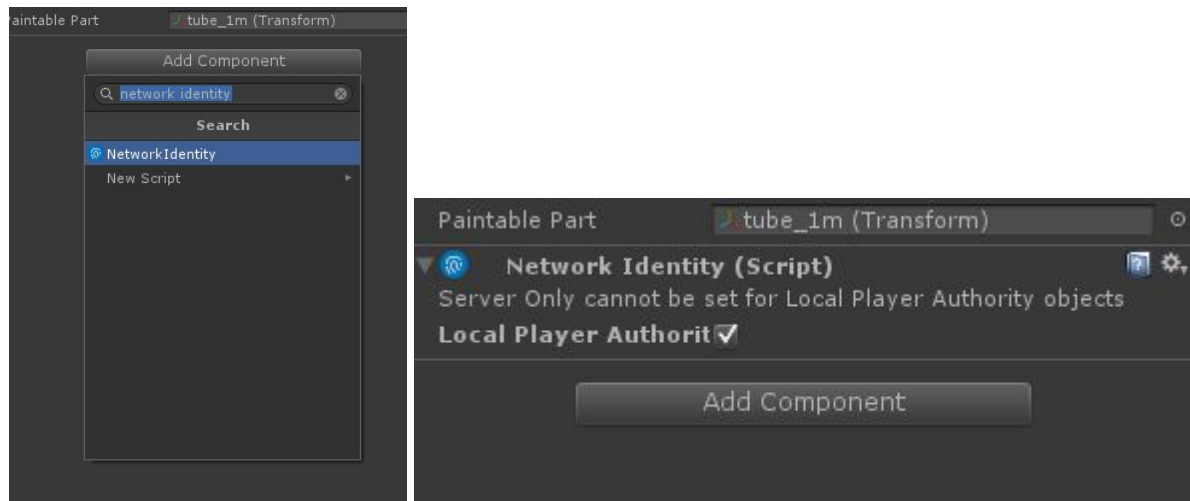 aintable Part tube_1m (Transform)
Add Component
network identity
Search
NetworkIdentity
New Script
Paintable Part tube_1m (Transform)
Network Identity (Script)
Server Only cannot be set for Local Player Authority objects
Local Player Authorit
Add Component